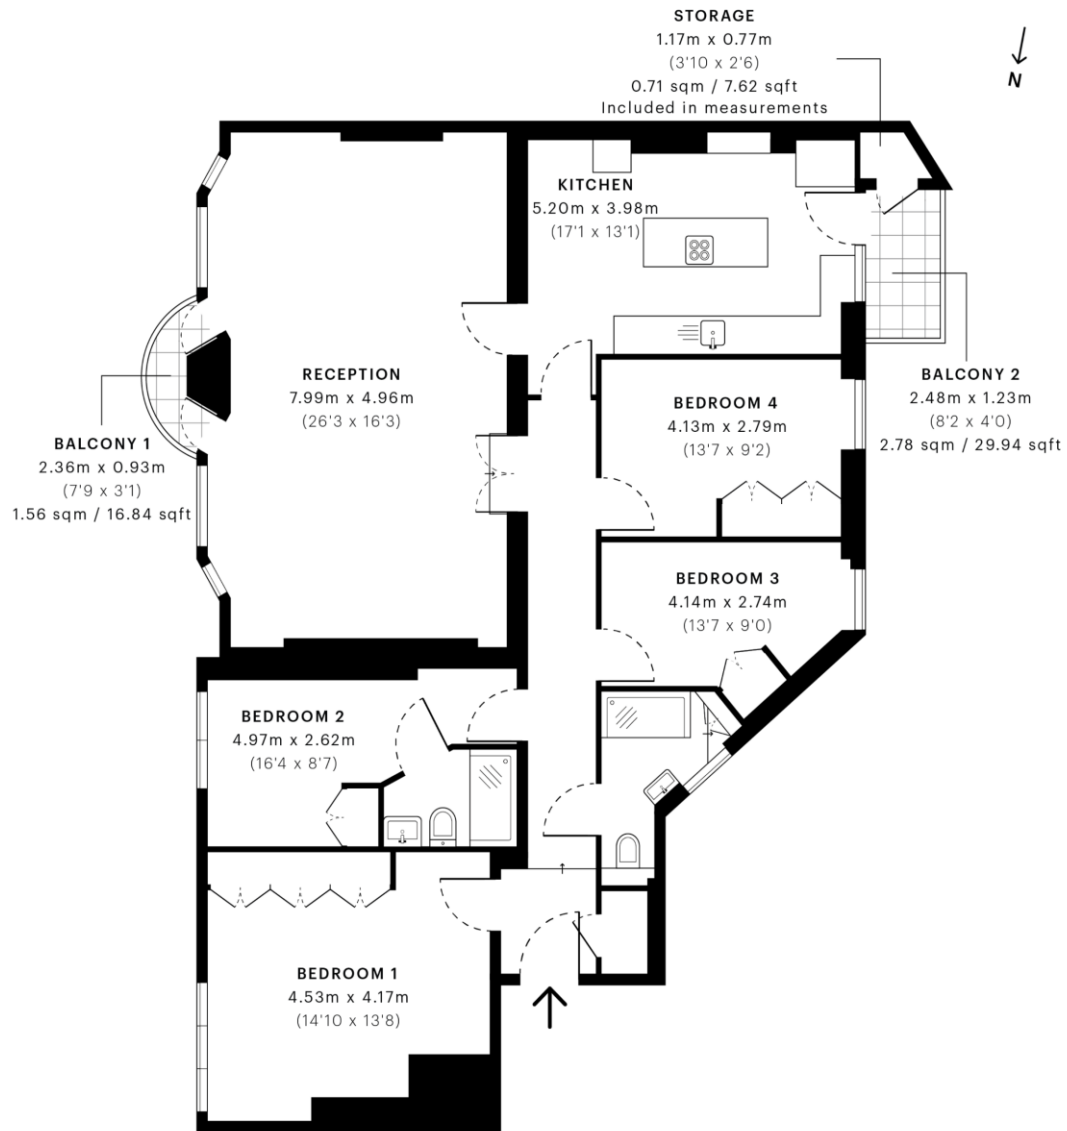 STORAGE
1.17m x 0.77m
(3'10 x 2'6)
0.71 sqm / 7.62 sqft
Included in measurements
N
KITCHEN
5.20m x 3.98m
(17'1 x 13'1)
RECEPTION
7.99m x 4.96m
(26'3 x 16'3)
BALCONY 1
2.36m x 0.93m
(7'9 x 3'1)
1.56 sqm / 16.84 sqft
BEDROOM 4
4.13m x 2.79m
(13'7 x 9'2)
BALCONY 2
2.48m x 1.23m
(8'2 x 4'0)
2.78 sqm / 29.94 sqft
BEDROOM 3
4.14m x 2.74m
(13'7 x 9'0)
BEDROOM 2
4.97m x 2.62m
(16'4 x 8'7)
BEDROOM 1
4.53m x 4.17m
(14'10 x 13'8)